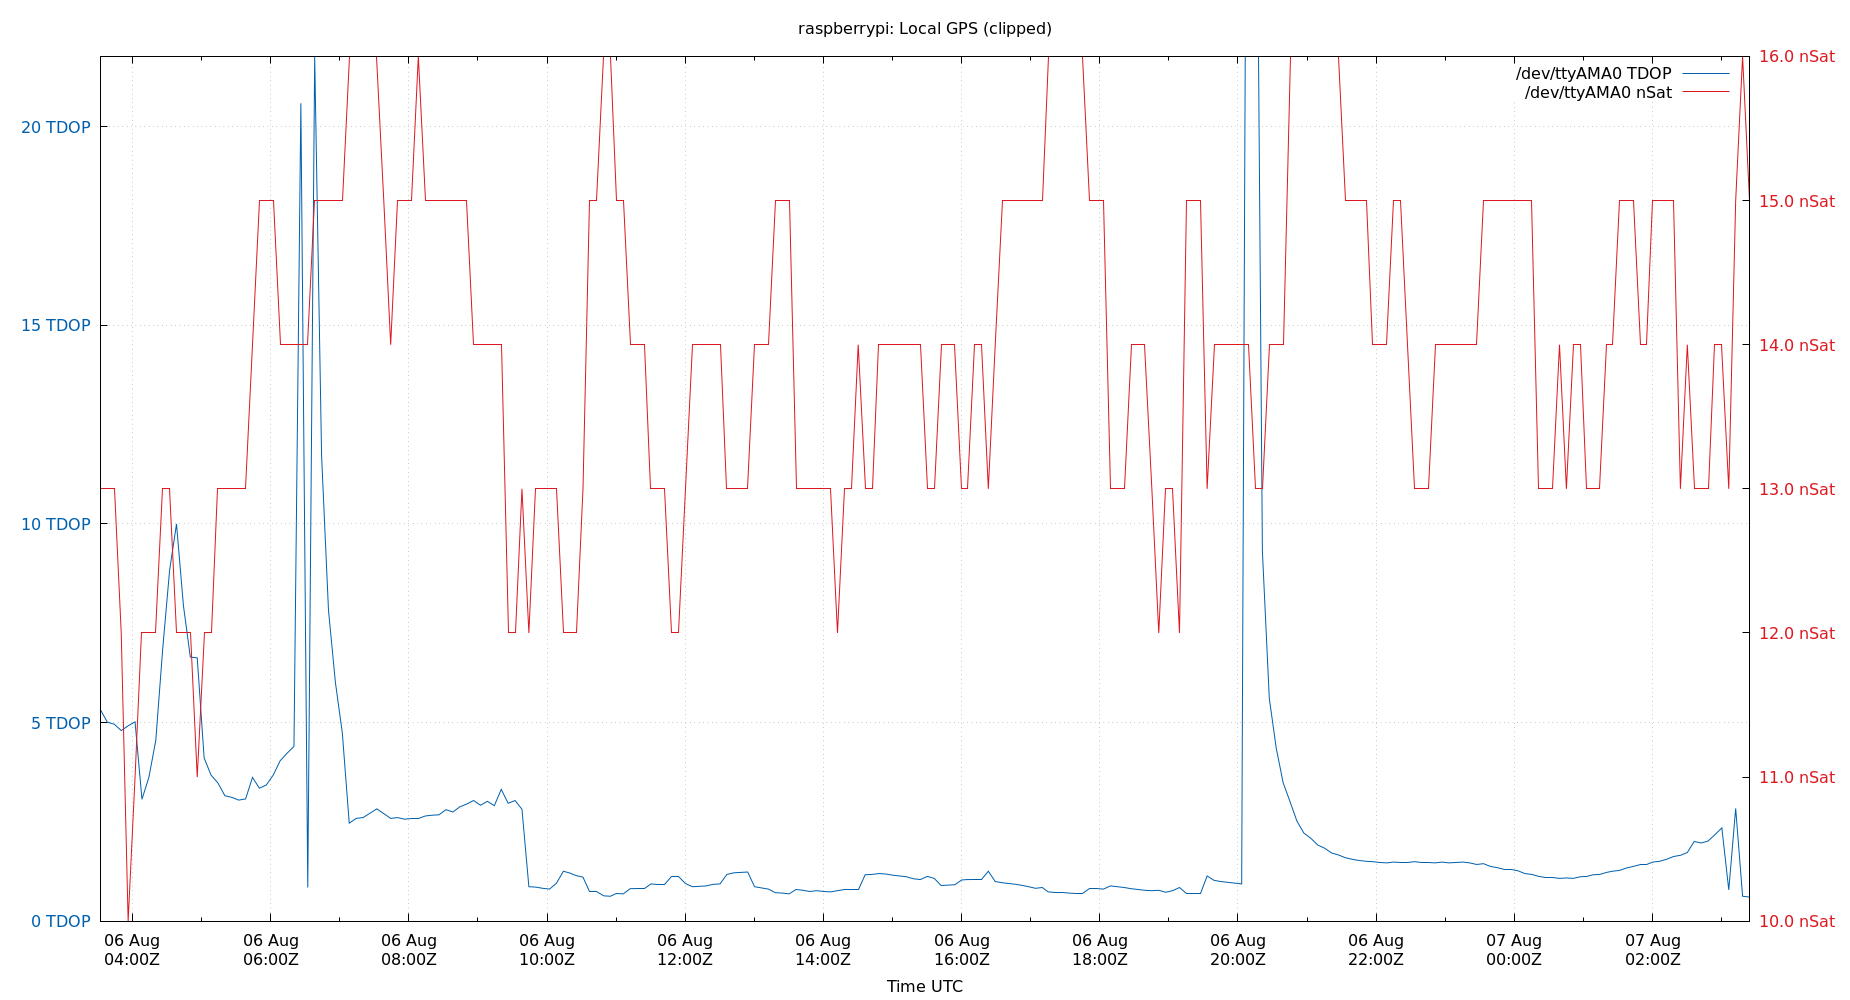 raspberrypi: Local GPS (clipped)
16.0 nSat
/dev/ttyAMA0 TDOP
/dev/ttyAMA0 nSat
20 TDOP
15.0 nSat
15 TDOP
14.0 nSat
13.0 nSat
10 TDOP
12.0 nSat
5 TDOP
11.0 nSat
0 TDOP
10.0 nSat
06 Aug 06 Aug 06 Aug 06 Aug 06 Aug 06 Aug 06 Aug 06 Aug 06 Aug 06 Aug 07 Aug 07 Aug
04:00Z 06:00Z 08:00Z 10:00Z 12:00Z 14:00Z 16:00Z 18:00Z 20:00Z 22:00Z 00:00Z 02:00Z
Time UTC